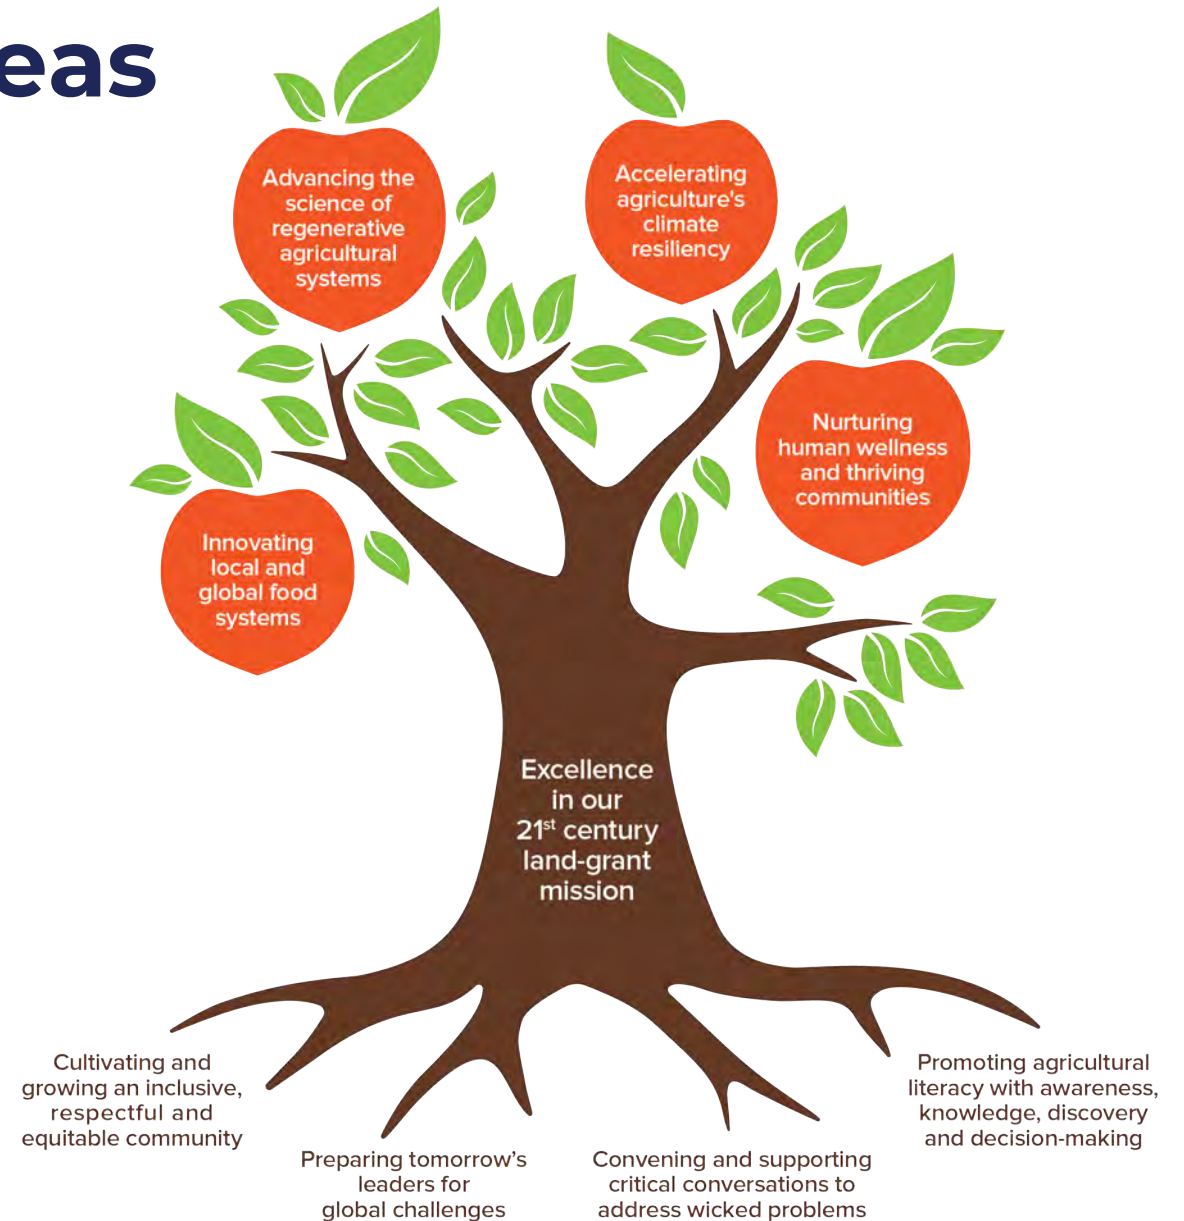 eas
Advancing the
science of
regenerative
agricultural
systems
Accelerating
agriculture's
climate
resiliency
Nurturing
human wellness
and thriving
communities
Innovating
local and
global food
systems
Excellence
in our
21st century
land-grant
mission
Cultivating and
growing an inclusive,
respectful and
equitable community
Preparing tomorrow’s
leaders for
global challenges
Convening and supporting
critical conversations to
address wicked problems
Promoting agricultural
literacy with awareness,
knowledge, discovery
and decision-making